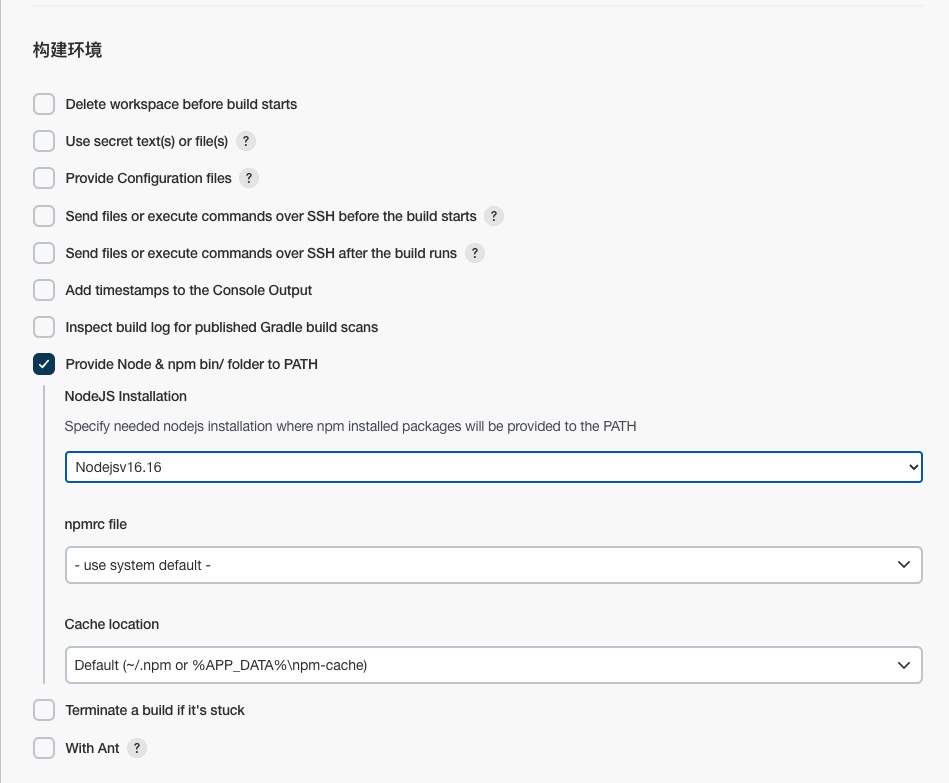 构建环境
Delete workspace before build starts
Use secret text(s) or file(s) ?
Provide Configuration files ?
Send files or execute commands over SSH before the build starts ?
Send files or execute commands over SSH after the build runs ?
Add timestamps to the Console Output
Inspect build log for published Gradle build scans
Provide Node & npm bin/ folder to PATH
NodeJS Installation
Specify needed nodejs installation where npm installed packages will be provided to the PATH
Nodejsv16.16
npmrc file
- use system default -
Cache location
Default (~/.npm or %APP_DATA%\npm-cache)
Terminate a build if it's stuck
With Ant ?